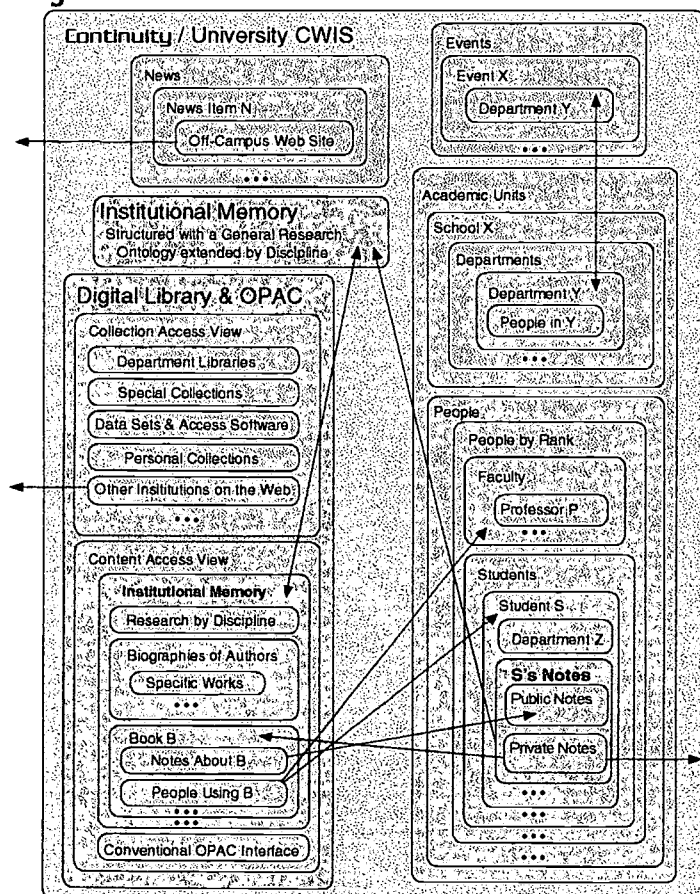 Continuity / University CWIS
News
News Item N
Off-Campus Web Site
•••
Institutional Memory
Structured with a General Research
Ontology extended by Discipline
Digital Library & OPAC
Collection Access View
Department Libraries
Special Collections
Data Sets & Access Software
Personal Collections
Other Institutions on the Web
•••
Content Access View
Institutional Memory
Research by Discipline
Biographies of Authors
Specific Works
•••
Book B
Notes About B
People Using B
•••
•••
Conventional OPAC Interface
Events
Event X
Department Y
•••
Academic Units
School X
Departments
Department Y
People in Y
•••
People
People by Rank
Faculty
Professor P
•••
Students
Student S
Department Z
S's Notes
Public Notes
Private Notes
•••
•••
•••
•••